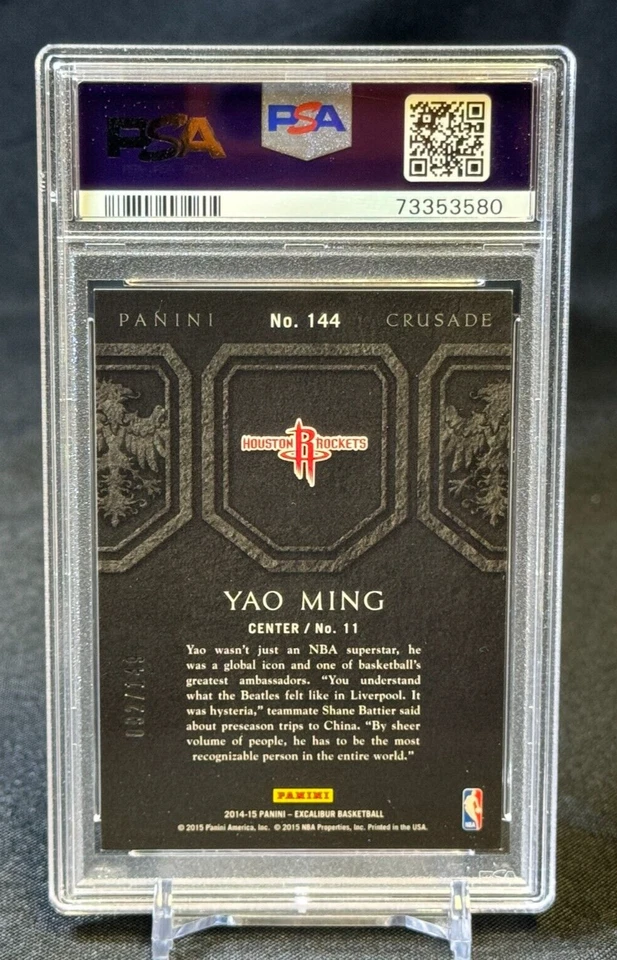 PSA PSA
73353580
PANINI No. 144 CRUSADE
HOUSTON R ROCKETS
YAO MING
CENTER / No. 11
Yao wasn't just an NBA superstar, he
was a global icon and one of basketball's
greatest ambassadors. "You understand
what the Beatles felt like in Liverpool. It
was hysteria," teammate Shane Battier said
about preseason trips to China. "By sheer
volume of people, he has to be the most
recognizable person in the entire world."
PANINI
NBA
2014-15 PANINI – EXCALIBUR BASKETBALL
© 2015 Panini America, Inc. © 2015 NBA Properties, Inc. Printed in the USA.
PSA